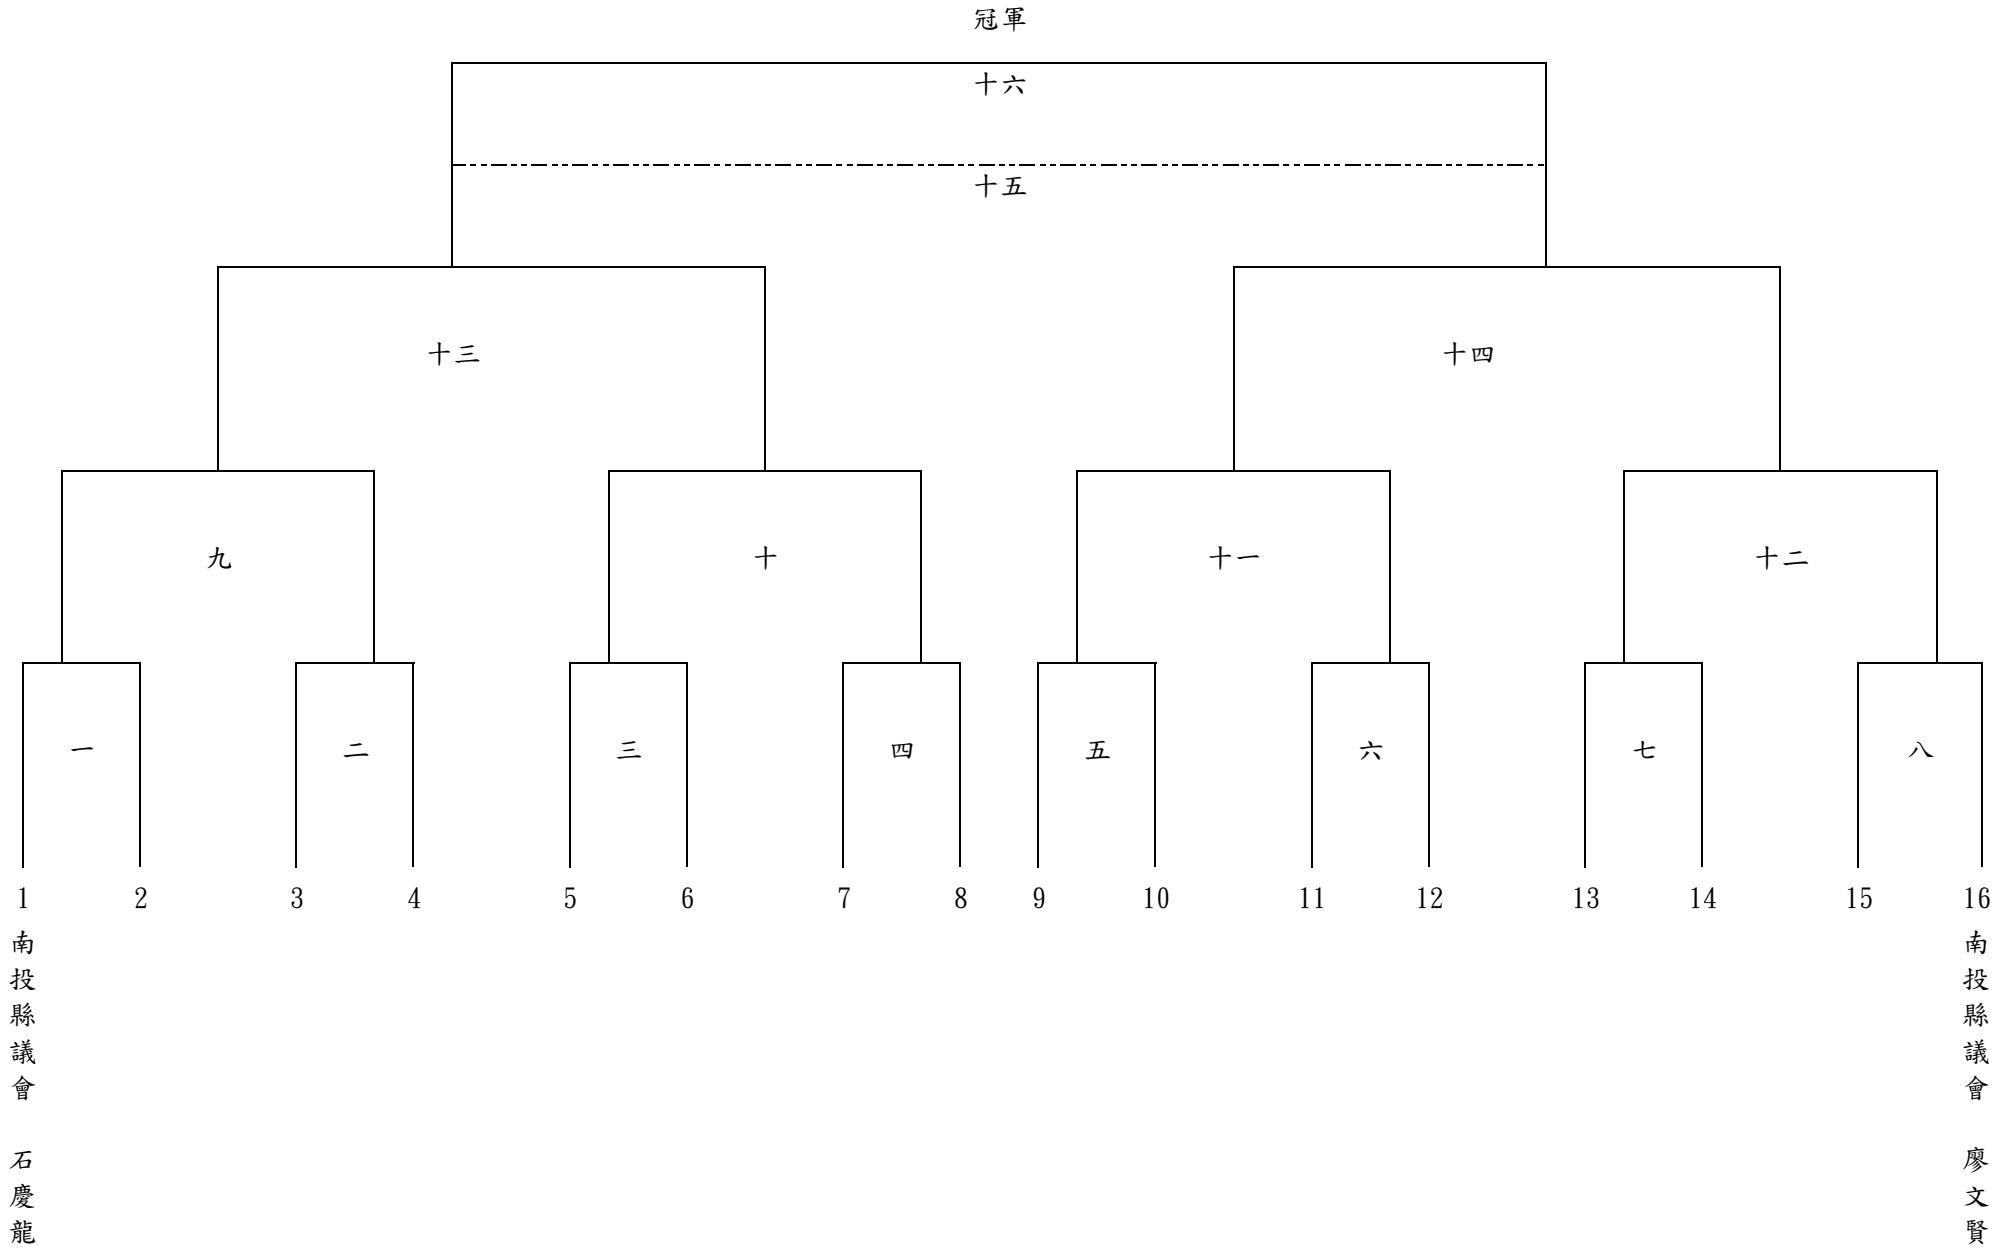 冠軍
十六
十五
十三 十四
九 十 十一 十二
一 二 三 四 五 六 七 八
1 2 3 4 5 6 7 8 9 10 11 12 13 14 15 16
南投縣議會 石慶龍
南投縣議會 廖文賢